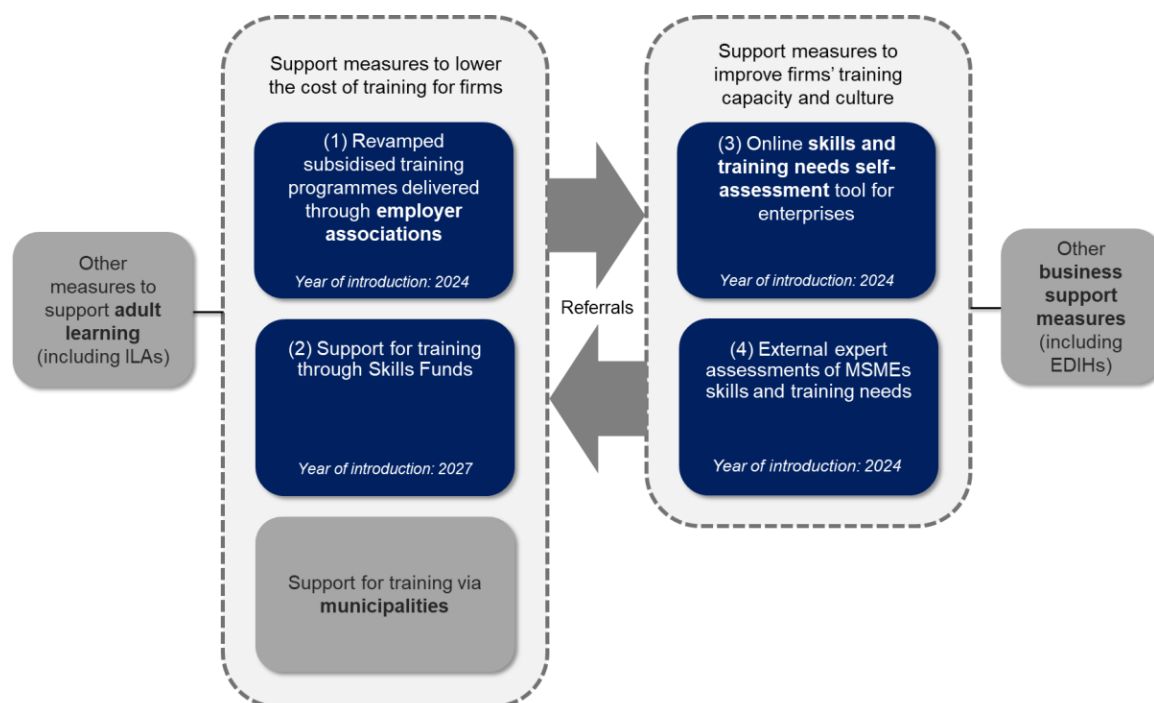 Support measures to lower
the cost of training for firms
(1) Revamped
subsidised training
programmes delivered
through employer
associations
Year of introduction: 2024
(2) Support for training
through Skills Funds
Year of introduction: 2027
Support for training via
municipalities
Other
measures to
support adult
learning
(including ILAs)
Referrals
Support measures to
improve firms’ training
capacity and culture
(3) Online skills and
training needs self-
assessment tool for
enterprises
Year of introduction: 2024
(4) External expert
assessments of MSMEs
skills and training needs
Year of introduction: 2024
Other
business
support
measures
(including
EDIHs)